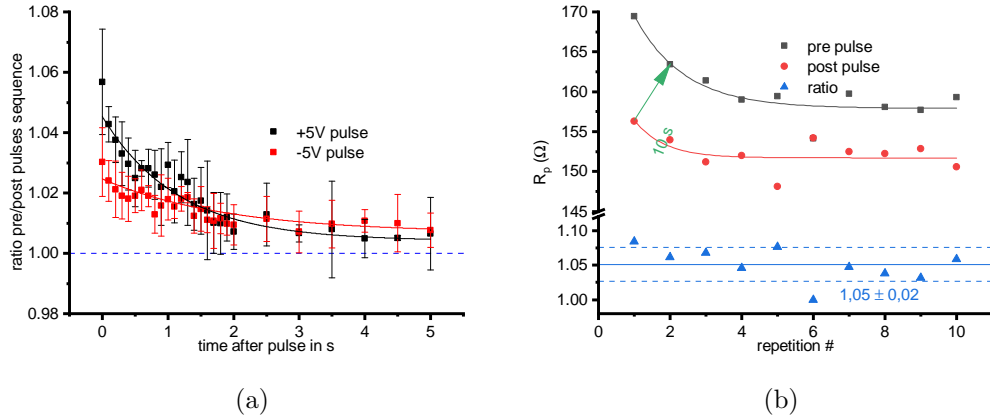 ratio pre/post pulses sequence
1.08
1.06
1.04
1.02
1.00
0.98
+5V pulse
-5V pulse
0
1
2
3
4
5
time after pulse in s
(a)
R_p (Ω)
170
165
160
155
150
145
1.10
1.05
1.00
pre pulse
post pulse
ratio
10 s
1,05 ± 0,02
0
2
4
6
8
10
repetition #
(b)